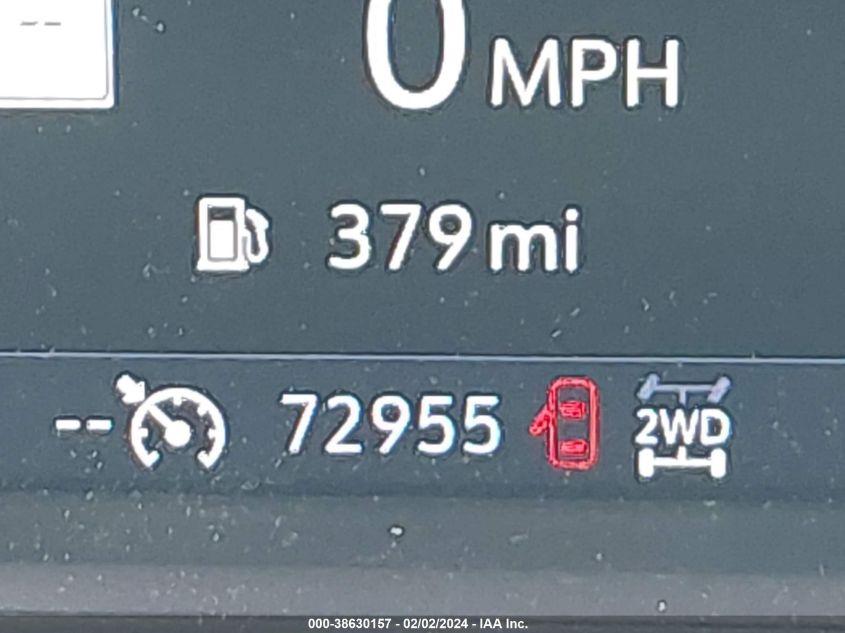 --
0 MPH
379 mi
-- 72955 2WD
000-38630157 - 02/02/2024 - IAA Inc.